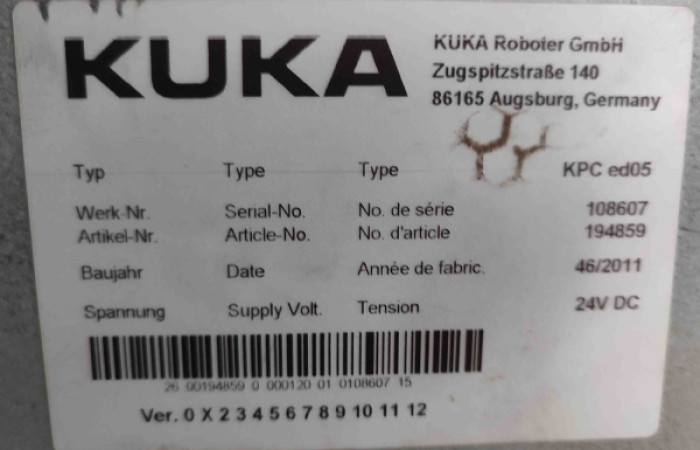 KUKA
KUKA Roboter GmbH
Zugspitzstraße 140
86165 Augsburg, Germany
Typ Type Type KPC ed05
Werk-Nr. Serial-No. No. de série 108607
Artikel-Nr. Article-No. No. d'article 194859
Baujahr Date Année de fabric. 46/2011
Spannung Supply Volt. Tension 24V DC
26 00194859 0 000120 01 0108607 15
Ver. 0 X 2 3 4 5 6 7 8 9 10 11 12